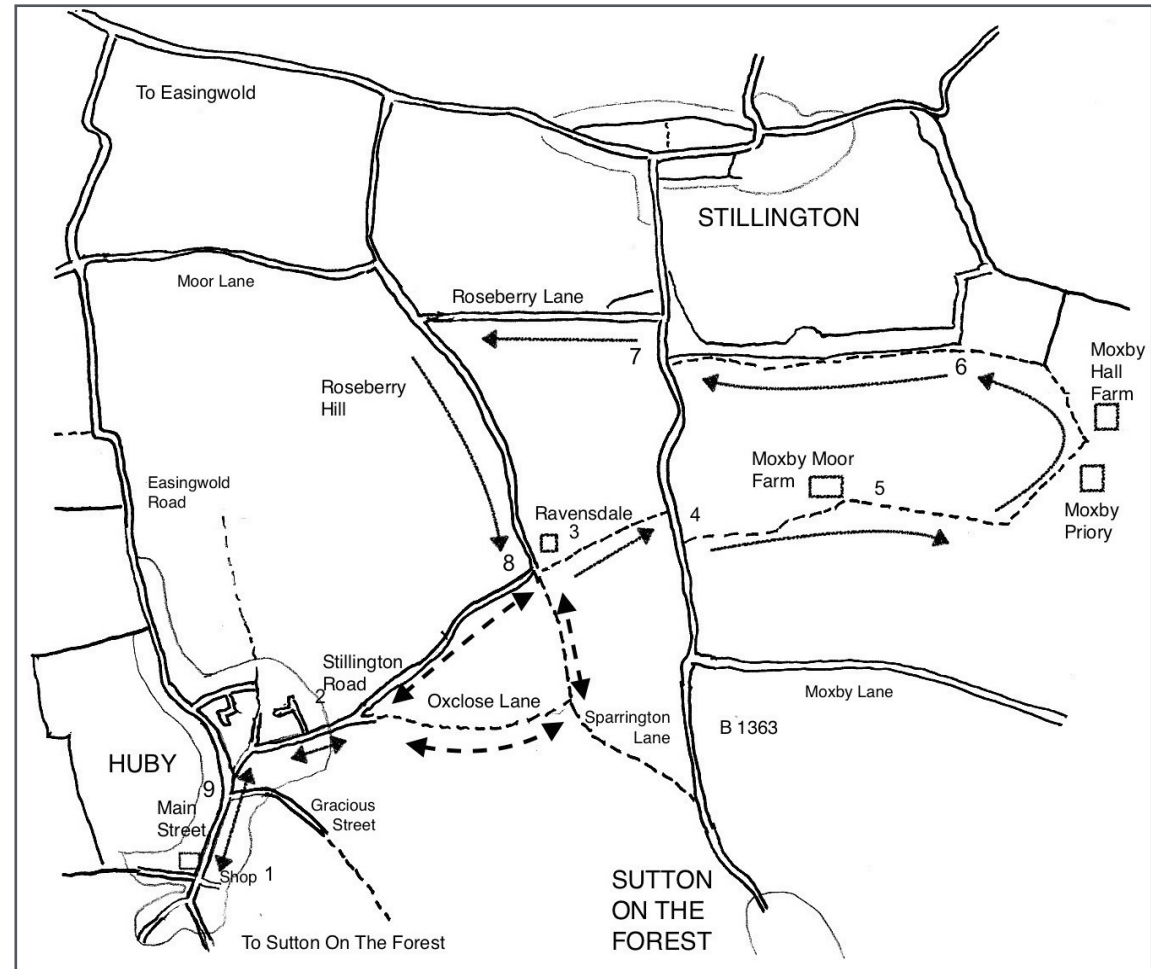 To Easingwold
STILLINGTON
Moor Lane
Roseberry Lane
7
6
Moxby
Hall
Farm
Roseberry
Hill
Moxby Moor
Farm
5
Easingwold
Road
Ravensdale
3
4
Moxby
Priory
8
Stillington
Road
2
Oxclose Lane
Moxby Lane
Sparrington
Lane
B 1363
HUBY
9
Main
Street
Gracious
Street
Shop 1
SUTTON
ON THE
FOREST
To Sutton On The Forest